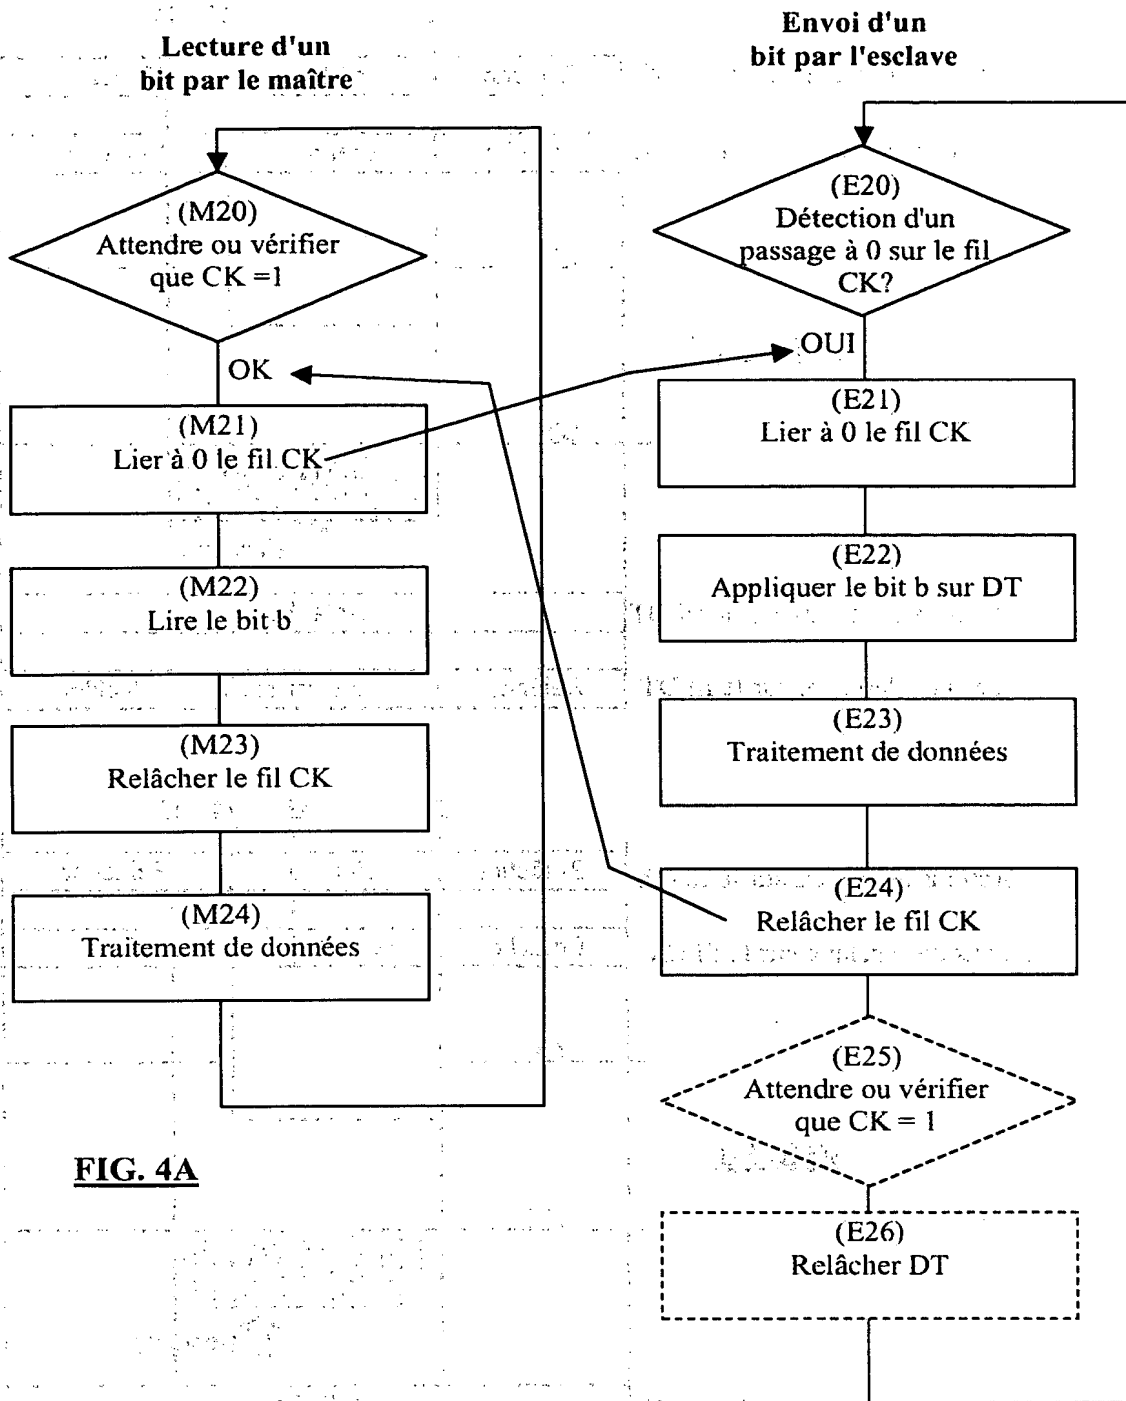 Lecture d'un
bit par le maître
(M20)
Attendre ou vérifier
que CK =1
OK
(M21)
Lier à 0 le fil CK
(M22)
Lire le bit b
(M23)
Relâcher le fil CK
(M24)
Traitement de données
FIG. 4A
Envoi d'un
bit par l'esclave
(E20)
Détection d'un
passage à 0 sur le fil
CK?
OUI
(E21)
Lier à 0 le fil CK
(E22)
Appliquer le bit b sur DT
(E23)
Traitement de données
(E24)
Relâcher le fil CK
(E25)
Attendre ou vérifier
que CK = 1
(E26)
Relâcher DT